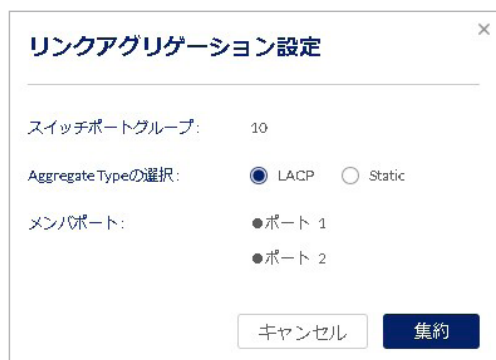 リンクアグリゲーション設定
スイッチポートグループ: 10
Aggregate Typeの選択: LACP Static
メンバポート: ●ポート 1
●ポート 2
キャンセル 集約